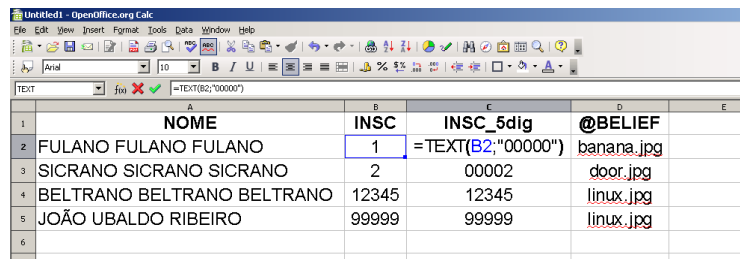 Untitled1 - OpenOffice.org Calc
File Edit View Insert Format Tools Data Window Help
Arial 10 B I U
TEXT f(x) =TEXT(B2;"00000")
A B C D E
1 NOME INSC INSC_5dig @BELIEF
2 FULANO FULANO FULANO 1 =TEXT(B2;"00000") banana.jpg
3 SICRANO SICRANO SICRANO 2 00002 door.jpg
4 BELTRANO BELTRANO BELTRANO 12345 12345 linux.jpg
5 JOÃO UBALDO RIBEIRO 99999 99999 linux.jpg
6